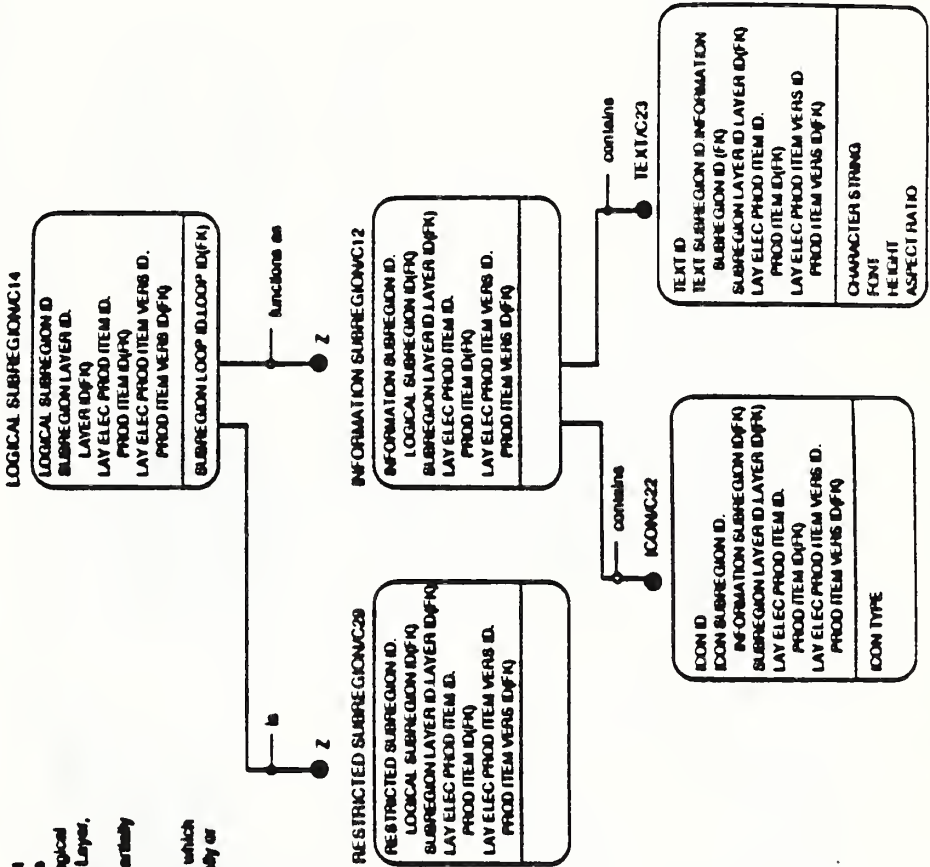 LOGICAL SUBREGION/C14
LOGICAL SUBREGION ID
SUBREGION LAYER ID.
LAYER ID(FK)
LAY ELEC PROD ITEM ID.
PROD ITEM ID(FK)
LAY ELEC PROD ITEM VERS ID.
PROD ITEM VERS ID(FK)
SUBREGION LOOP ID.LOOP ID(FK)
is
Z
functions as
Z
RESTRICTED SUBREGION/C29
RESTRICTED SUBREGION ID.
LOGICAL SUBREGION ID(FK)
SUBREGION LAYER ID.LAYER ID(FK)
LAY ELEC PROD ITEM ID.
PROD ITEM ID(FK)
LAY ELEC PROD ITEM VERS ID.
PROD ITEM VERS ID(FK)
INFORMATION SUBREGION/C12
INFORMATION SUBREGION ID.
LOGICAL SUBREGION ID(FK)
SUBREGION LAYER ID.LAYER ID(FK)
LAY ELEC PROD ITEM ID.
PROD ITEM ID(FK)
LAY ELEC PROD ITEM VERS ID.
PROD ITEM VERS ID(FK)
contains
ICON/C22
ICON ID
ICON SUBREGION ID.
INFORMATION SUBREGION ID(FK)
SUBREGION LAYER ID.LAYER ID(FK)
LAY ELEC PROD ITEM ID.
PROD ITEM ID(FK)
LAY ELEC PROD ITEM VERS ID.
PROD ITEM VERS ID(FK)
ICON TYPE
contains
TEXT/C23
TEXT ID
TEXT SUBREGION ID.INFORMATION
SUBREGION ID (FK)
SUBREGION LAYER ID.LAYER ID(FK)
LAY ELEC PROD ITEM ID.
PROD ITEM ID(FK)
LAY ELEC PROD ITEM VERS ID.
PROD ITEM VERS ID(FK)
CHARACTER STRING
FONT
HEIGHT
ASPECT RATIO
Layer,
which
or